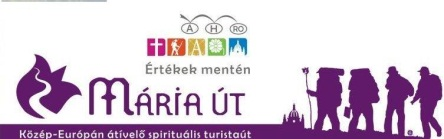 A H RO
Értékek mentén
MÁRIA ÚT
Közép-Európán átívelő spirituális turistaút